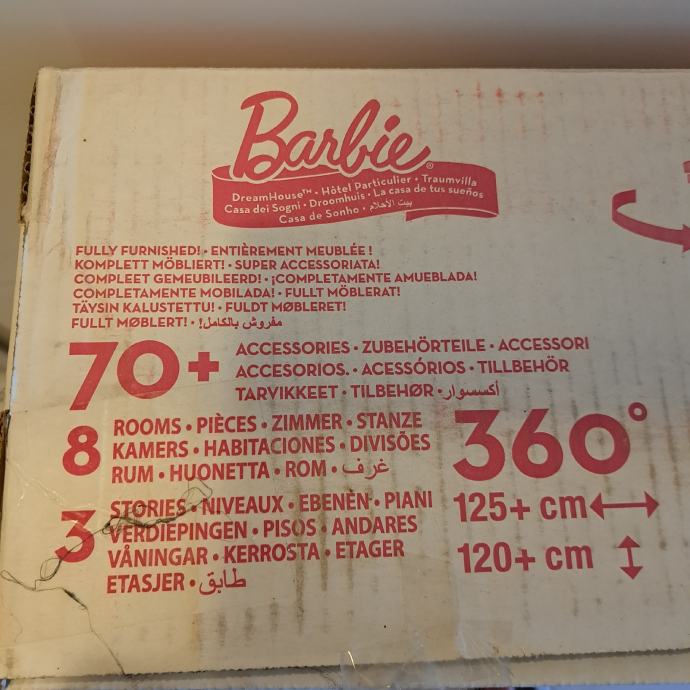 Barbie®
DreamHouse™ • Hôtel Particulier • Traumvilla
Casa dei Sogni • Droomhuis • La casa de tus sueños
Casa de Sonho • بيت الأحلام
FULLY FURNISHED! • ENTIÈREMENT MEUBLÉE !
KOMPLETT MÖBLIERT! • SUPER ACCESSORIATA!
COMPLEET GEMEUBILEERD! • ¡COMPLETAMENTE AMUEBLADA!
COMPLETAMENTE MOBILADA! • FULLT MÖBLERAT!
TÄYSIN KALUSTETTU! • FULDT MØBLERET!
FULLT MØBLERT! • مفروش بالكامل!
70+ ACCESSORIES • ZUBEHÖRTEILE • ACCESSORI
ACCESORIOS. • ACESSÓRIOS • TILLBEHÖR
TARVIKKEET • TILBEHØR • أكسسوار
8 ROOMS • PIÈCES • ZIMMER • STANZE
KAMERS • HABITACIONES • DIVISÕES
RUM • HUONETTA • ROM • غرف
360°
3 STORIES • NIVEAUX • EBENEN • PIANI
VERDIEPINGEN • PISOS • ANDARES
VÅNINGAR • KERROSTA • ETAGER
ETASJER • طابق
125+ cm
120+ cm